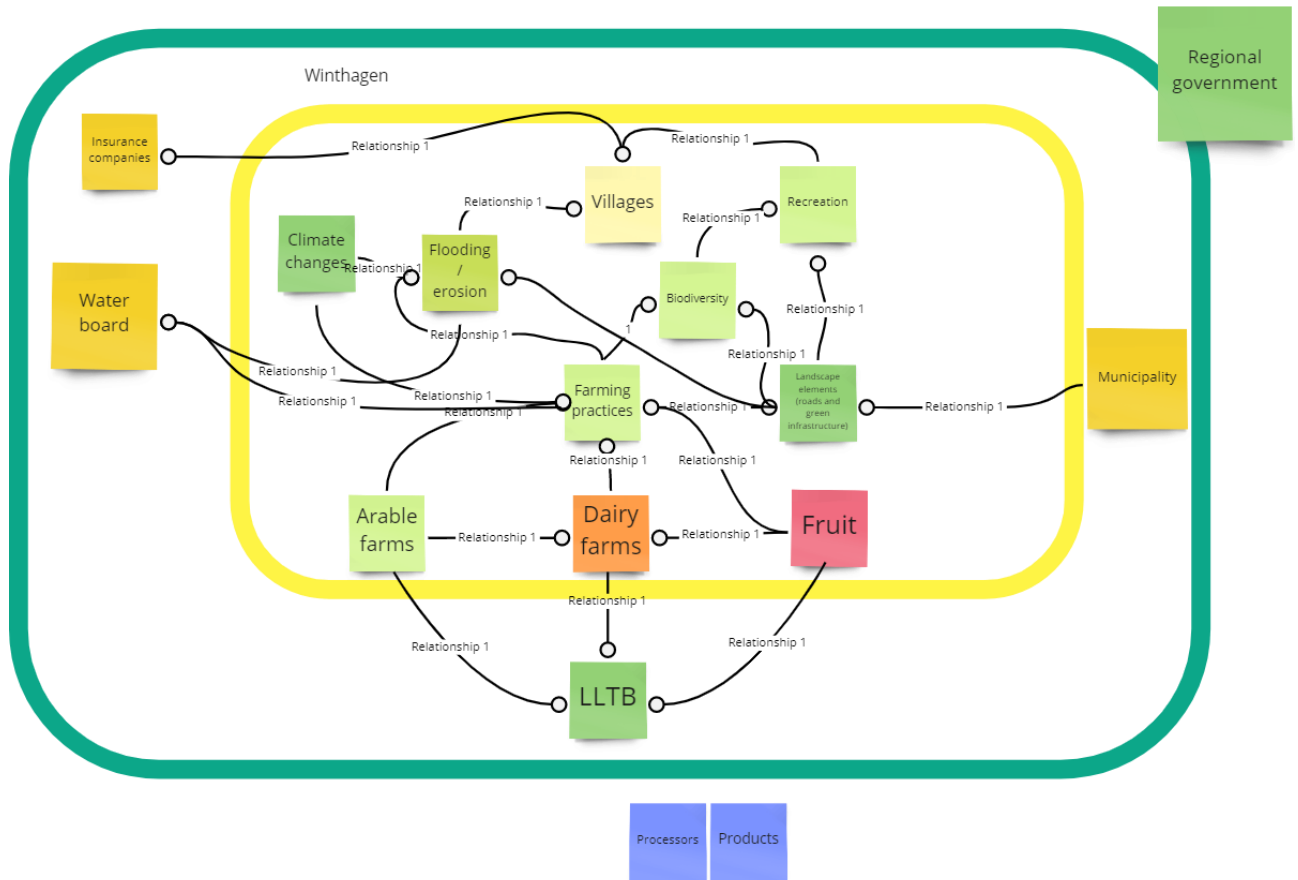 Regional
government
Winthagen
Insurance
companies
Relationship 1
Relationship 1
Villages
Recreation
Relationship 1
Relationship 1
Climate
changes
Flooding
/
erosion
Relationship 1
Biodiversity
Water
board
Relationship 1
Relationship 1
1
Relationship 1
Relationship 1
Landscape
elements
(roads and
green
infrastructure)
Municipality
Farming
practices
Relationship 1
Relationship 1
Relationship 1
Relationship 1
Relationship 1
Relationship 1
Relationship 1
Relationship 1
Arable
farms
Dairy
farms
Fruit
Relationship 1
Relationship 1
Relationship 1
Relationship 1
Relationship 1
LLTB
Processors
Products